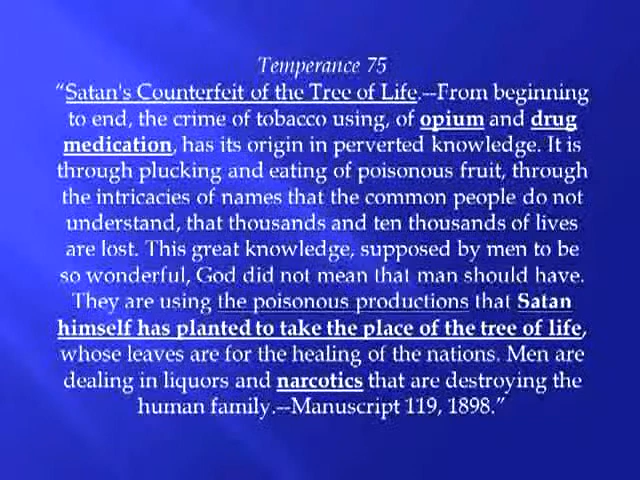 Temperance 75
“Satan's Counterfeit of the Tree of Life.--From beginning
to end, the crime of tobacco using, of opium and drug
medication, has its origin in perverted knowledge. It is
through plucking and eating of poisonous fruit, through
the intricacies of names that the common people do not
understand, that thousands and ten thousands of lives
are lost. This great knowledge, supposed by men to be
so wonderful, God did not mean that man should have.
They are using the poisonous productions that Satan
himself has planted to take the place of the tree of life,
whose leaves are for the healing of the nations. Men are
dealing in liquors and narcotics that are destroying the
human family.--Manuscript 119, 1898.”